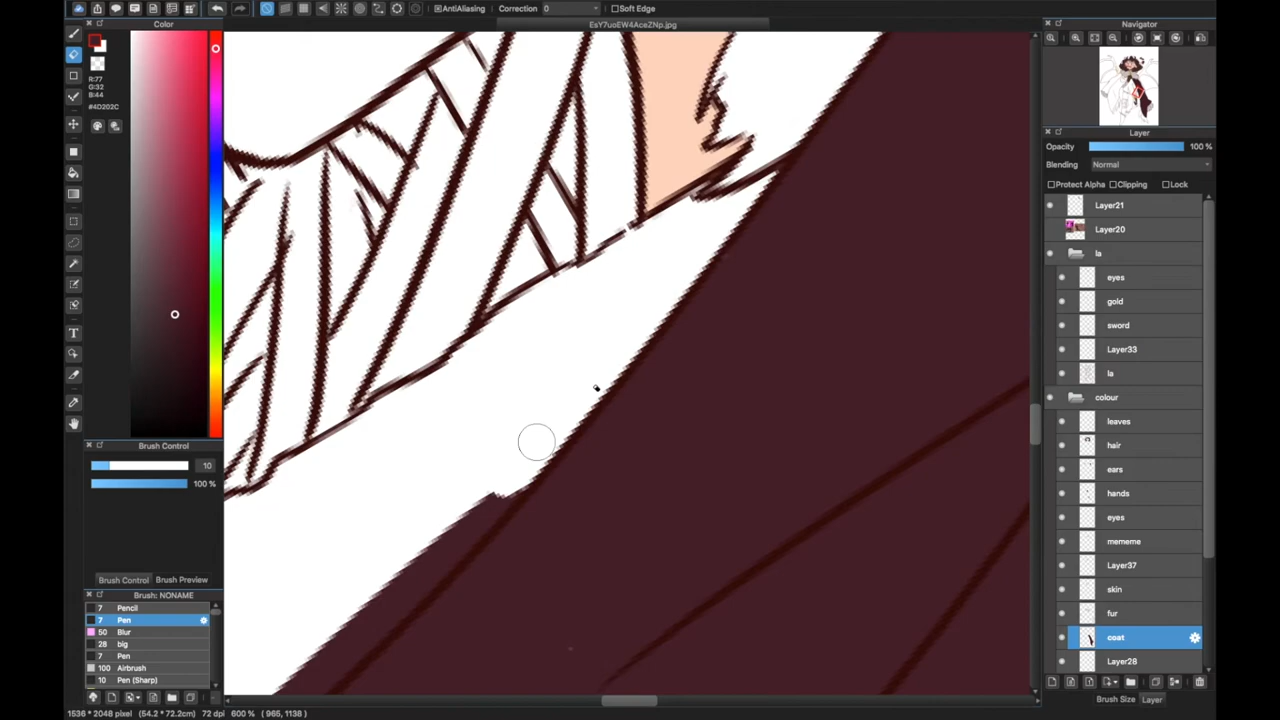 AntiAliasing Correction 0 Soft Edge
Color
EsY7uoEW4AceZNp.jpg
Navigator
R:77
G:32
B:44
#4D202C
Layer
Opacity 100 %
Blending Normal
Protect Alpha Clipping Lock
Layer21
Layer20
la
eyes
gold
sword
Layer33
la
colour
leaves
hair
ears
hands
eyes
mememe
Layer37
skin
fur
coat
Layer28
Brush Size Layer
Brush Control
10
100 %
Brush Control Brush Preview
Brush: NONAME
7 Pencil
7 Pen
50 Blur
28 big
7 Pen
100 Airbrush
10 Pen (Sharp)
1536 * 2048 pixel (54.2 * 72.2cm) 72 dpi 600 % ( 965, 1138 )